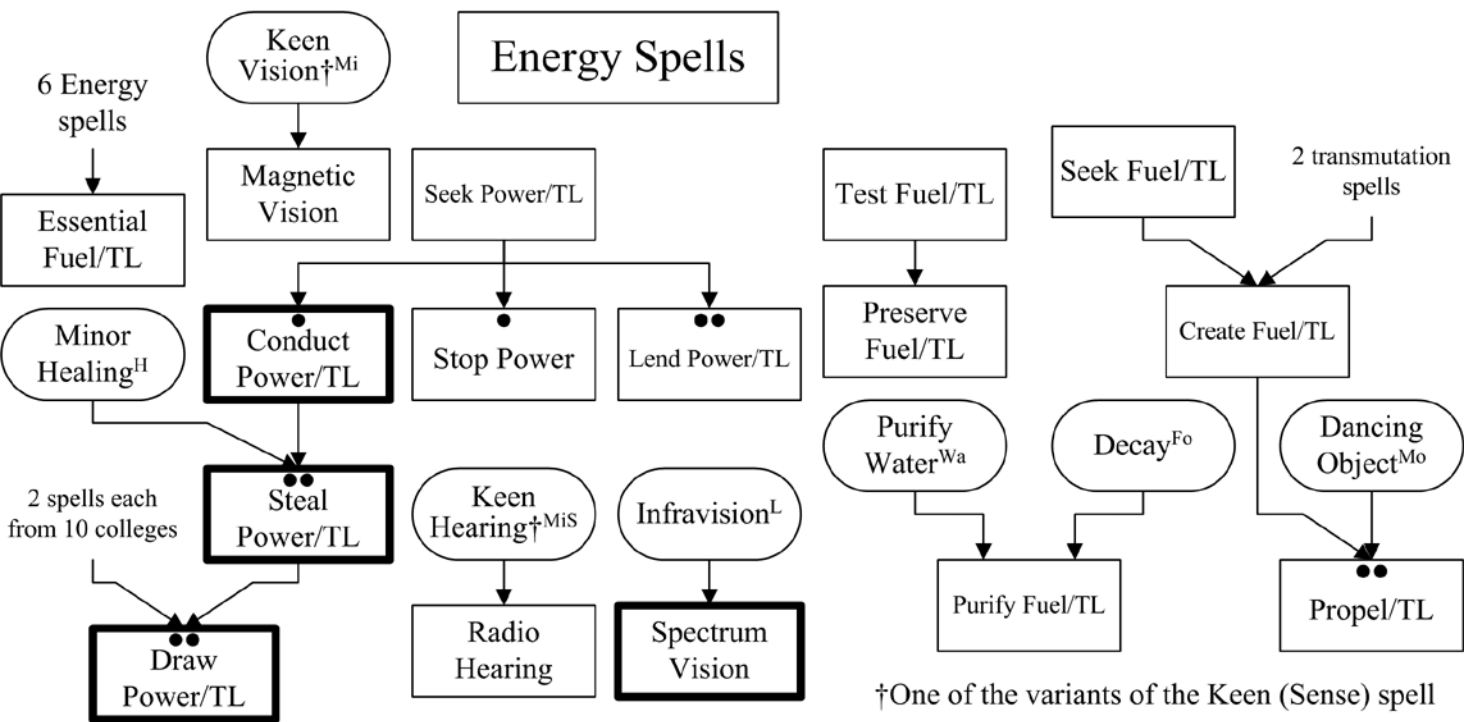 Energy Spells
Keen
Vision†Mi
6 Energy
spells
Essential
Fuel/TL
Magnetic
Vision
Seek Power/TL
Test Fuel/TL
Seek Fuel/TL
2 transmutation
spells
Minor
HealingH
Conduct
Power/TL
Stop Power
Lend Power/TL
Preserve
Fuel/TL
Create Fuel/TL
2 spells each
from 10 colleges
Steal
Power/TL
Keen
Hearing†MiS
InfravisionL
Purify
WaterWa
DecayFo
Dancing
ObjectMo
Draw
Power/TL
Radio
Hearing
Spectrum
Vision
Purify Fuel/TL
Propel/TL
†One of the variants of the Keen (Sense) spell